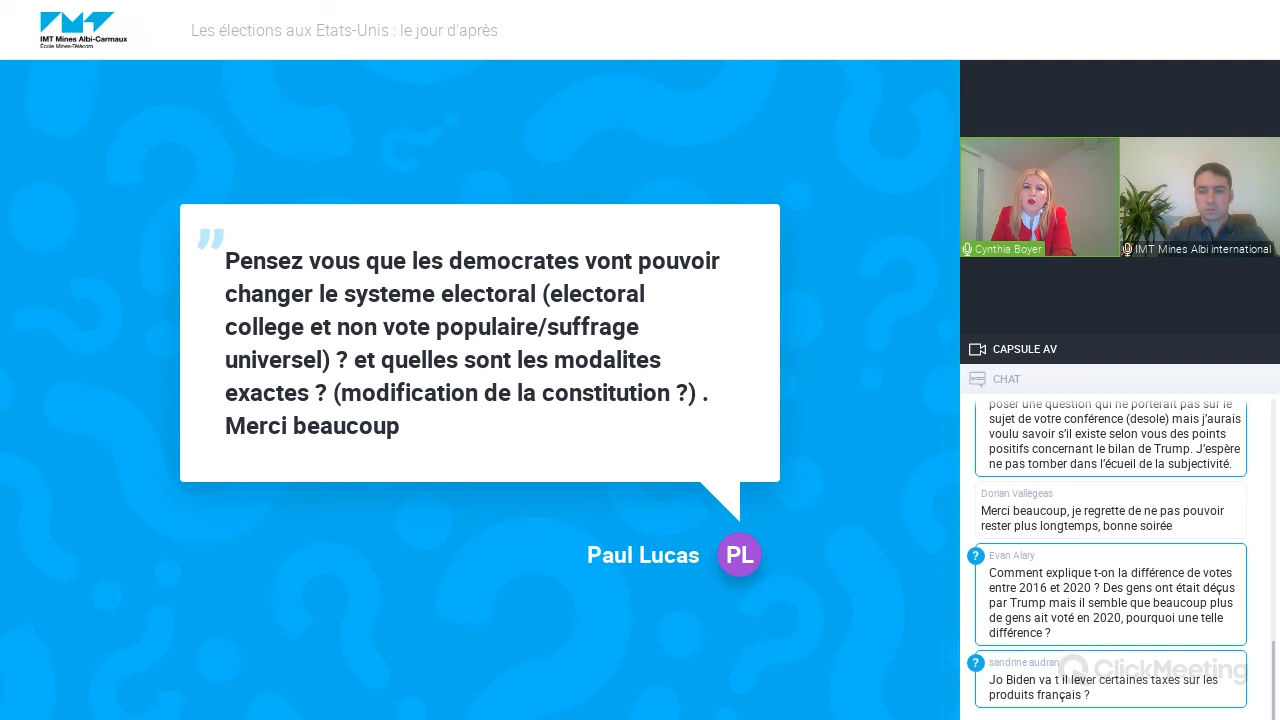 IMT Mines Albi-Carmaux
École Mines-Télécom
Les élections aux Etats-Unis : le jour d'après
"
Pensez vous que les democrates vont pouvoir
changer le systeme electoral (electoral
college et non vote populaire/suffrage
universel) ? et quelles sont les modalites
exactes ? (modification de la constitution ?) .
Merci beaucoup
Paul Lucas PL
Cynthia Boyer
IMT Mines Albi international
CAPSULE AV
CHAT
poser une question qui ne porterait pas sur le
sujet de votre conférence (desole) mais j'aurais
voulu savoir s'il existe selon vous des points
positifs concernant le bilan de Trump. J'espère
ne pas tomber dans l'écueil de la subjectivité.
Dorian Valiégeas
Merci beaucoup, je regrette de ne pas pouvoir
rester plus longtemps, bonne soirée
? Evan Alary
Comment explique t-on la différence de votes
entre 2016 et 2020 ? Des gens ont était déçus
par Trump mais il semble que beaucoup plus
de gens ait voté en 2020, pourquoi une telle
différence ?
? sandrine audran
ClickMeeting
Jo Biden va t il lever certaines taxes sur les
produits français ?